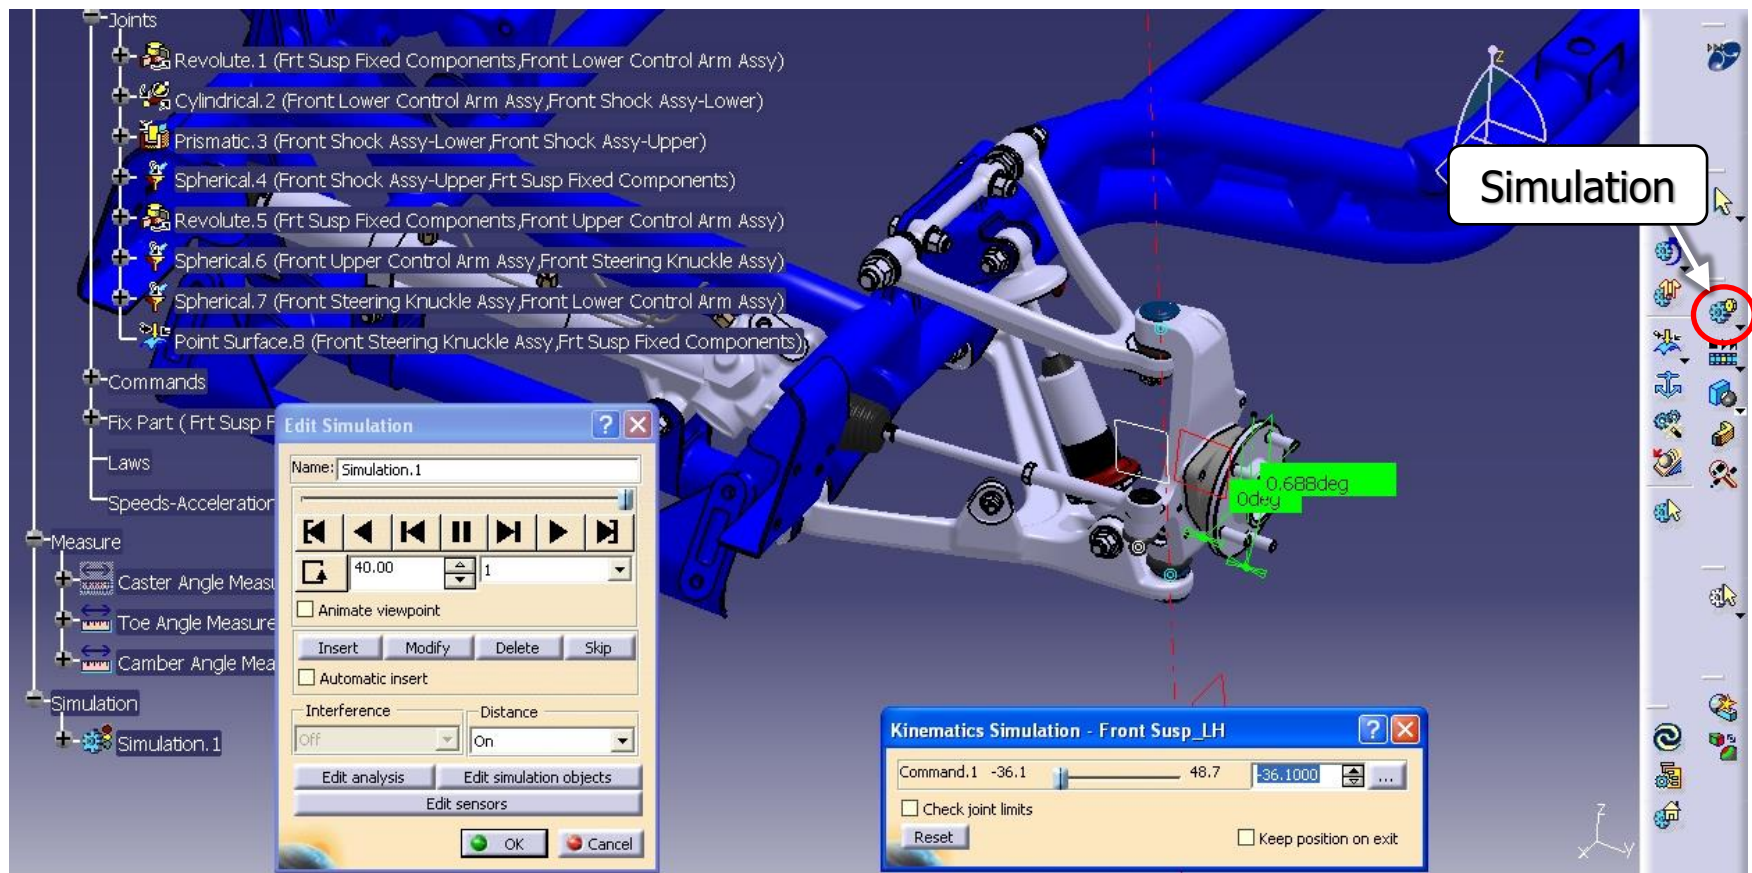 Joints
Revolute.1 (Frt Susp Fixed Components,Front Lower Control Arm Assy)
Cylindrical.2 (Front Lower Control Arm Assy,Front Shock Assy-Lower)
Prismatic.3 (Front Shock Assy-Lower,Front Shock Assy-Upper)
Spherical.4 (Front Shock Assy-Upper,Frt Susp Fixed Components)
Revolute.5 (Frt Susp Fixed Components,Front Upper Control Arm Assy)
Spherical.6 (Front Upper Control Arm Assy,Front Steering Knuckle Assy)
Spherical.7 (Front Steering Knuckle Assy,Front Lower Control Arm Assy)
Point Surface.8 (Front Steering Knuckle Assy,Frt Susp Fixed Components)
Commands
Fix Part ( Frt Susp F
Laws
Speeds-Acceleration
Measure
Caster Angle Measu
Toe Angle Measure
Camber Angle Mea
Simulation
Simulation.1
Edit Simulation
Name: Simulation.1
40.00
1
Animate viewpoint
Insert Modify Delete Skip
Automatic insert
Interference Distance
Off On
Edit analysis Edit simulation objects
Edit sensors
OK Cancel
z
Simulation
0.688deg
0deg
Kinematics Simulation - Front Susp_LH
Command.1 -36.1 48.7 -36.1000 ...
Check joint limits
Reset Keep position on exit
z
x y